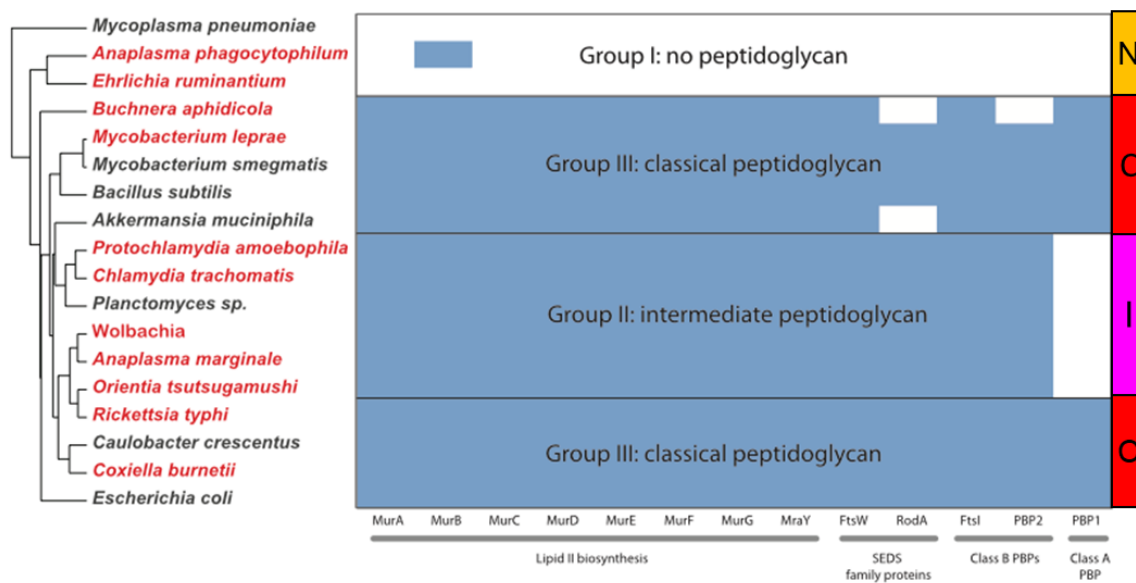 Mycoplasma pneumoniae
Anaplasma phagocytophilum
Ehrlichia ruminantium
Buchnera aphidicola
Mycobacterium leprae
Mycobacterium smegmatis
Bacillus subtilis
Akkermansia muciniphila
Protochlamydia amoebophila
Chlamydia trachomatis
Planctomyces sp.
Wolbachia
Anaplasma marginale
Orientia tsutsugamushi
Rickettsia typhi
Caulobacter crescentus
Coxiella burnetii
Escherichia coli
Group I: no peptidoglycan
N
Group III: classical peptidoglycan
C
Group II: intermediate peptidoglycan
I
Group III: classical peptidoglycan
C
MurA MurB MurC MurD MurE MurF MurG MraY FtsW RodA FtsI PBP2 PBP1
Lipid II biosynthesis
SEDS
family proteins
Class B PBPs
Class A
PBP